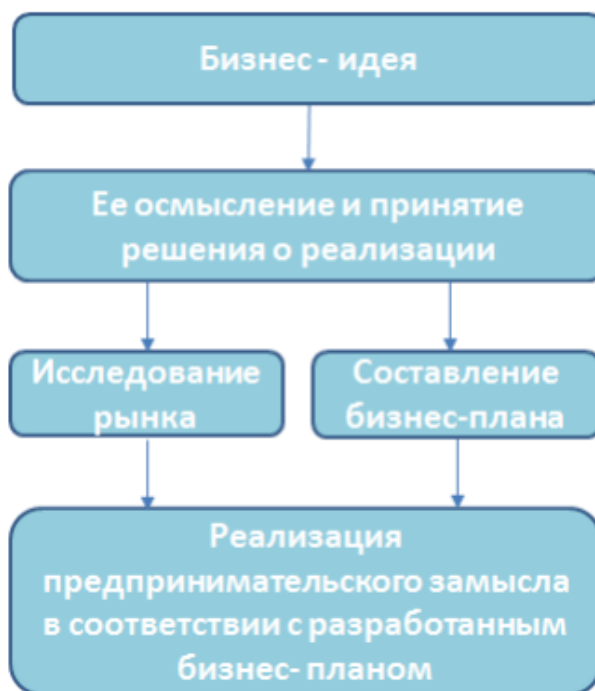 Бизнес - идея
Ее осмысление и принятие
решения о реализации
Исследование
рынка
Составление
бизнес-плана
Реализация
предпринимательского замысла
в соответствии с разработанным
бизнес- планом